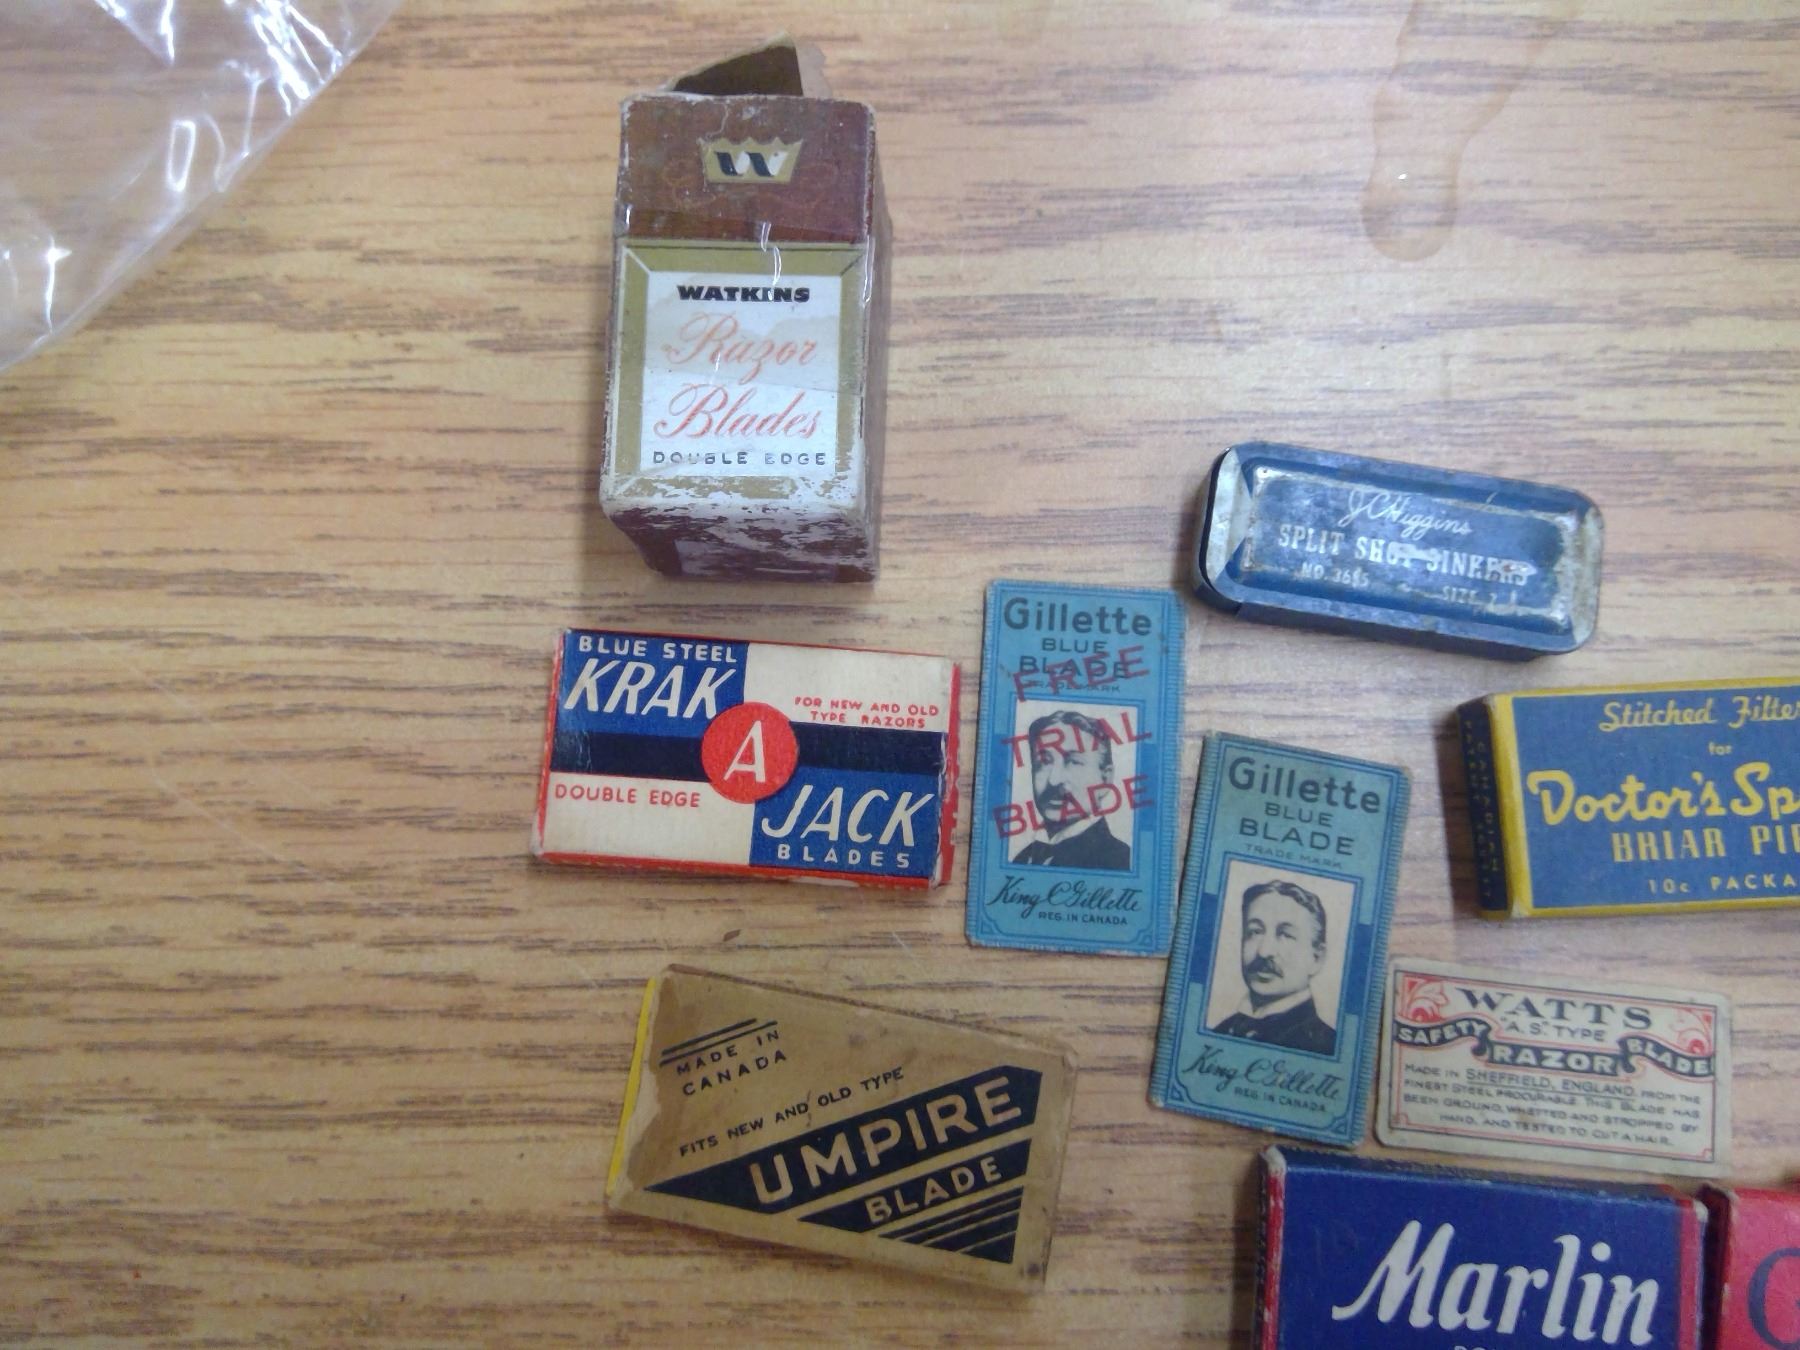 W
WATKINS
Razor
Blades
DOUBLE EDGE
J.C. Higgins
SPLIT SHOT SINKERS
NO. 3685
SIZE
BLUE STEEL
KRAK
FOR NEW AND OLD
TYPE RAZORS
A
DOUBLE EDGE
JACK
BLADES
Gillette
BLUE
BLADE
TRADE MARK
FREE
TRIAL
BLADE
King C Gillette
REG. IN CANADA
Gillette
BLUE
BLADE
TRADE MARK
King C Gillette
REG. IN CANADA
Stitched Filter
for
Doctor's Sp
BRIAR PI
10c PACKA
MADE IN
CANADA
FITS NEW AND OLD TYPE
UMPIRE
BLADE
WATTS
"A.S." TYPE
SAFETY RAZOR BLADE
MADE IN SHEFFIELD, ENGLAND, FROM THE
FINEST STEEL PROCURABLE THIS BLADE HAS
BEEN GROUND, WHETTED AND STROPPED BY
HAND, AND TESTED TO CUT A HAIR.
Marlin